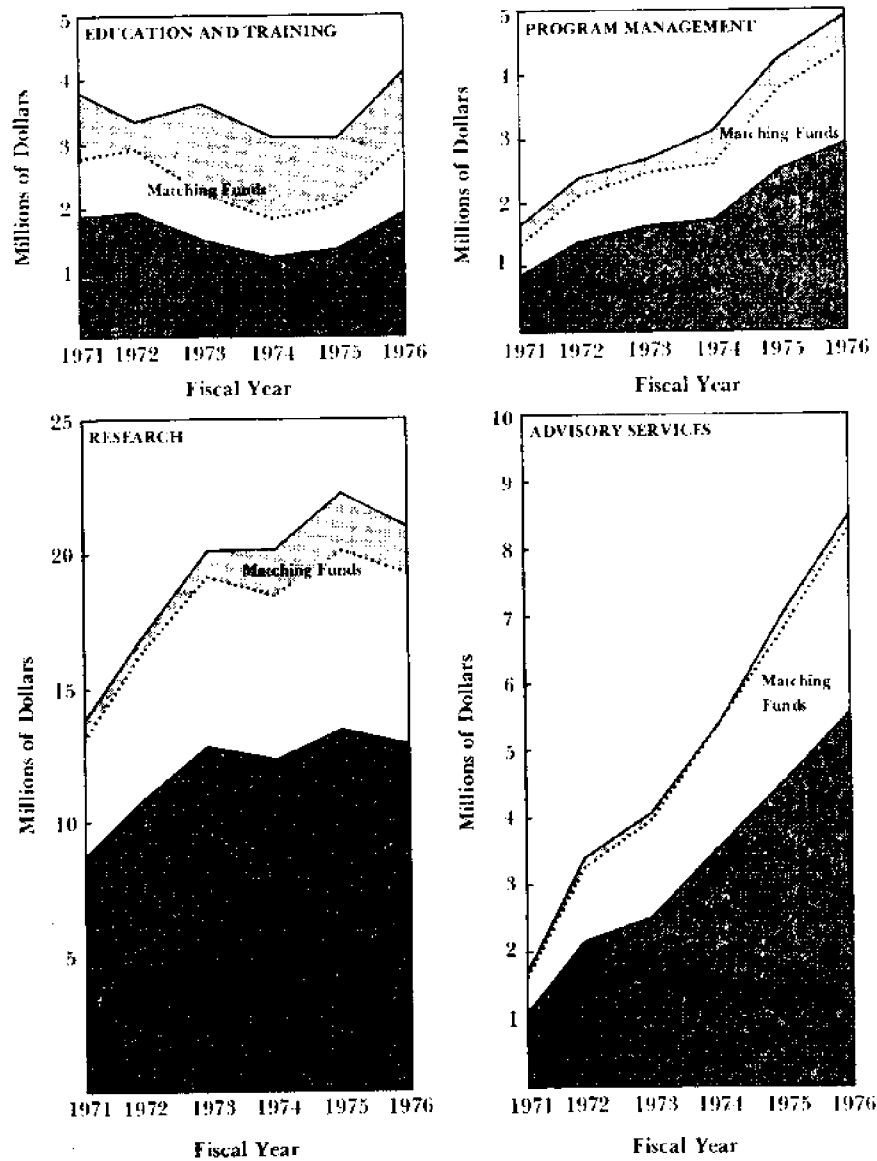 EDUCATION AND TRAINING
5
4
3
2
1
Millions of Dollars
Matching Funds
1971 1972 1973 1974 1975 1976
Fiscal Year
PROGRAM MANAGEMENT
5
4
3
2
1
Millions of Dollars
Matching Funds
1971 1972 1973 1974 1975 1976
Fiscal Year
RESEARCH
25
20
15
10
5
Millions of Dollars
Matching Funds
1971 1972 1973 1974 1975 1976
Fiscal Year
ADVISORY SERVICES
10
9
8
7
6
5
4
3
2
1
Millions of Dollars
Matching
Funds
1971 1972 1973 1974 1975 1976
Fiscal Year